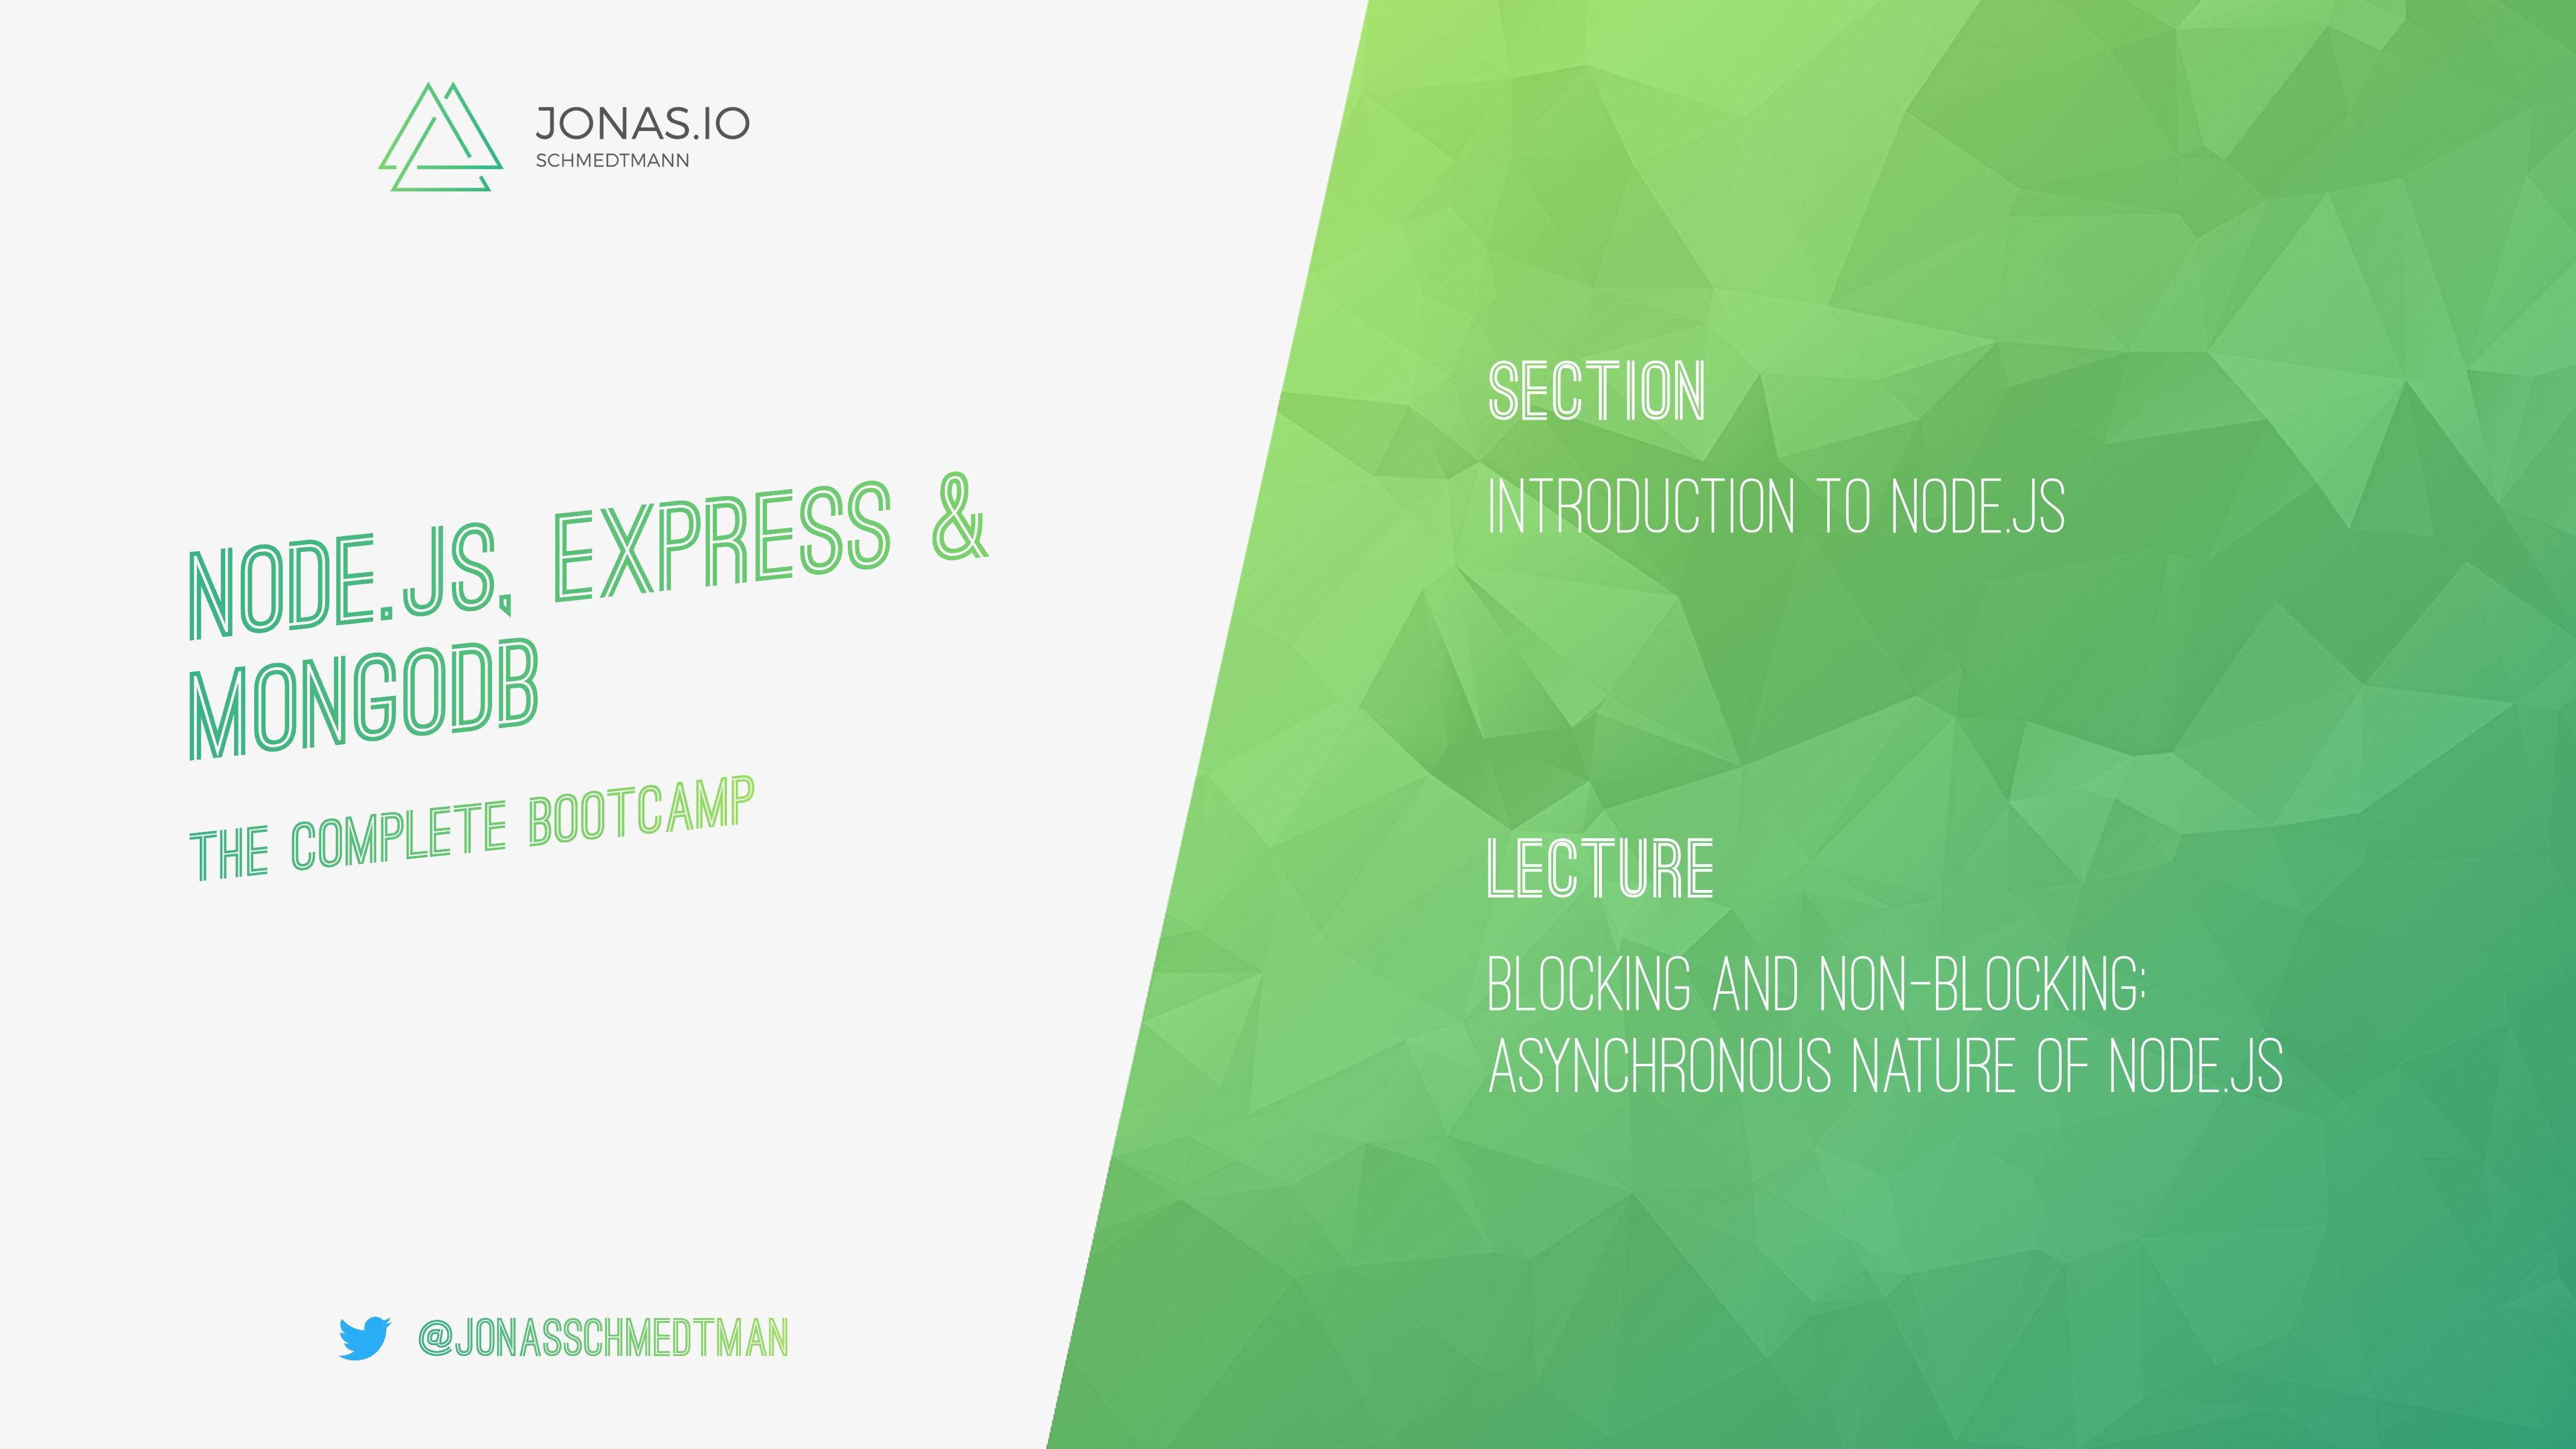 JONAS.IO
SCHMEDTMANN
NODE.JS, EXPRESS &
MONGODB
THE COMPLETE BOOTCAMP
@JONASSCHMEDTMAN
SECTION
INTRODUCTION TO NODE.JS
LECTURE
BLOCKING AND NON-BLOCKING:
ASYNCHRONOUS NATURE OF NODE.JS